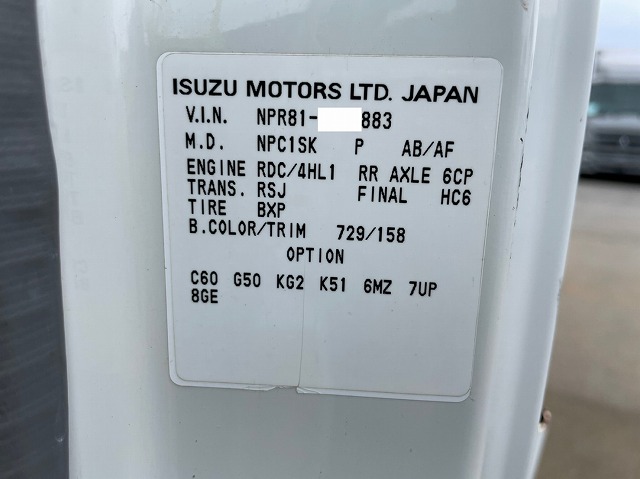 ISUZU MOTORS LTD. JAPAN
V.I.N. NPR81- 883
M.D. NPC1SK P AB/AF
ENGINE RDC/4HL1 RR AXLE 6CP
TRANS. RSJ FINAL HC6
TIRE BXP
B.COLOR/TRIM 729/158
OPTION
C60 G50 KG2 K51 6MZ 7UP
8GE